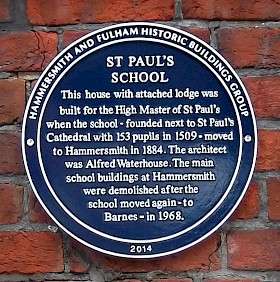 HAMMERSMITH AND FULHAM HISTORIC BUILDINGS GROUP
ST PAUL'S
SCHOOL
This house with attached lodge was
built for the High Master of St Paul's
when the school - founded next to St Paul's
Cathedral with 153 pupils in 1509 - moved
to Hammersmith in 1884. The architect
was Alfred Waterhouse. The main
school buildings at Hammersmith
were demolished after the
school moved again - to
Barnes - in 1968.
2014